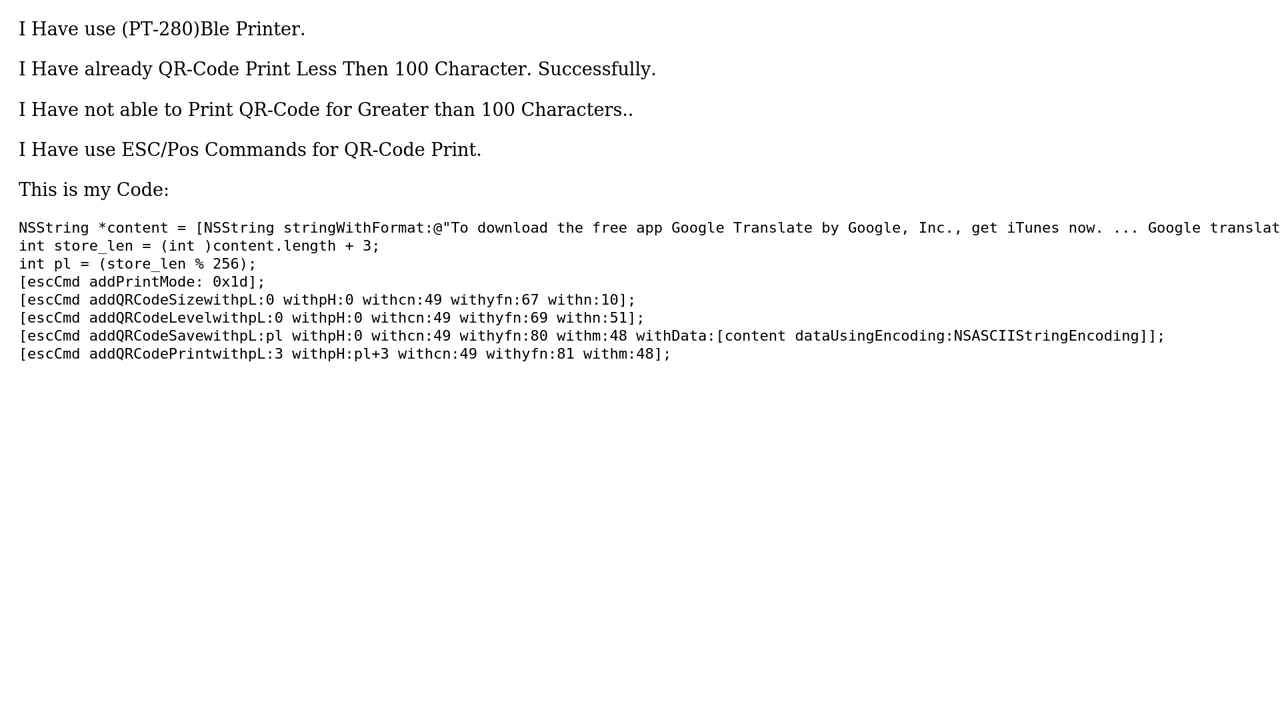 I Have use (PT-280)Ble Printer.
I Have already QR-Code Print Less Then 100 Character. Successfully.
I Have not able to Print QR-Code for Greater than 100 Characters..
I Have use ESC/Pos Commands for QR-Code Print.
This is my Code:
NSString *content = [NSString stringWithFormat:@"To download the free app Google Translate by Google, Inc., get iTunes now. ... Google translat
int store_len = (int )content.length + 3;
int pl = (store_len % 256);
[escCmd addPrintMode: 0x1d];
[escCmd addQRCodeSizewithpL:0 withpH:0 withcn:49 withyfn:67 withn:10];
[escCmd addQRCodeLevelwithpL:0 withpH:0 withcn:49 withyfn:69 withn:51];
[escCmd addQRCodeSavewithpL:pl withpH:0 withcn:49 withyfn:80 withm:48 withData:[content dataUsingEncoding:NSASCIIStringEncoding]];
[escCmd addQRCodePrintwithpL:3 withpH:pl+3 withcn:49 withyfn:81 withm:48];